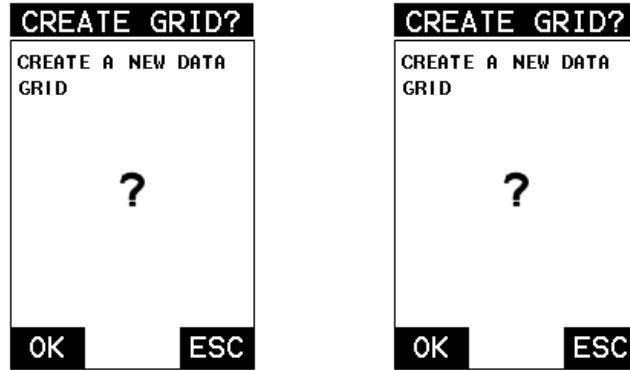 CREATE GRID?
CREATE A NEW DATA
GRID
?
OK ESC
CREATE GRID?
CREATE A NEW DATA
GRID
?
OK ESC